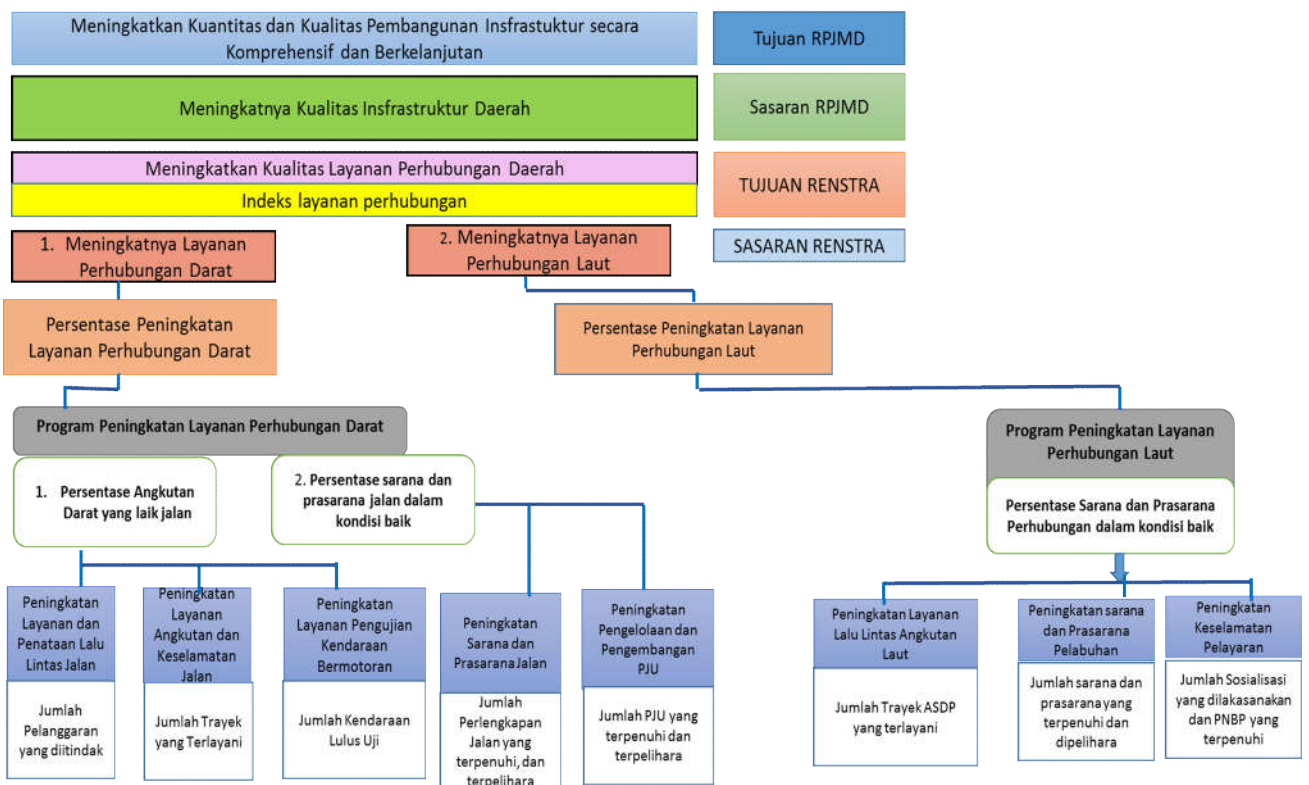 Meningkatkan Kuantitas dan Kualitas Pembangunan Insfrastuktur secara
Komprehensif dan Berkelanjutan
Tujuan RPJMD
Meningkatnya Kualitas Insfrastruktur Daerah
Sasaran RPJMD
Meningkatkan Kualitas Layanan Perhubungan Daerah
Indeks layanan perhubungan
TUJUAN RENSTRA
1. Meningkatnya Layanan
Perhubungan Darat
2. Meningkatnya Layanan
Perhubungan Laut
SASARAN RENSTRA
Persentase Peningkatan
Layanan Perhubungan Darat
Persentase Peningkatan Layanan
Perhubungan Laut
Program Peningkatan Layanan Perhubungan Darat
1. Persentase Angkutan
Darat yang laik jalan
2. Persentase sarana dan
prasarana jalan dalam
kondisi baik
Program Peningkatan Layanan
Perhubungan Laut
Persentase Sarana dan Prasarana
Perhubungan dalam kondisi baik
Peningkatan
Layanan dan
Penataan Lalu
Lintas Jalan
Jumlah
Pelanggaran
yang diitindak
Peningkatan
Layanan
Angkutan dan
Keselamatan
Jalan
Jumlah Trayek
yang Terlayani
Peningkatan
Layanan Pengujian
Kendaraan
Bermotoran
Jumlah Kendaraan
Lulus Uji
Peningkatan
Sarana dan
Prasarana Jalan
Jumlah
Perlengkapan
Jalan yang
terpenuhi, dan
terpelihara
Peningkatan
Pengelolaan dan
Pengembangan
PJU
Jumlah PJU yang
terpenuhi dan
terpelihara
Peningkatan Layanan
Lalu Lintas Angkutan
Laut
Jumlah Trayek ASDP
yang terlayani
Peningkatan sarana
dan Prasarana
Pelabuhan
Jumlah sarana dan
prasarana yang
terpenuhi dan
dipelihara
Peningkatan
Keselamatan
Pelayaran
Jumlah Sosialisasi
yang dilakasanakan
dan PNBP yang
terpenuhi